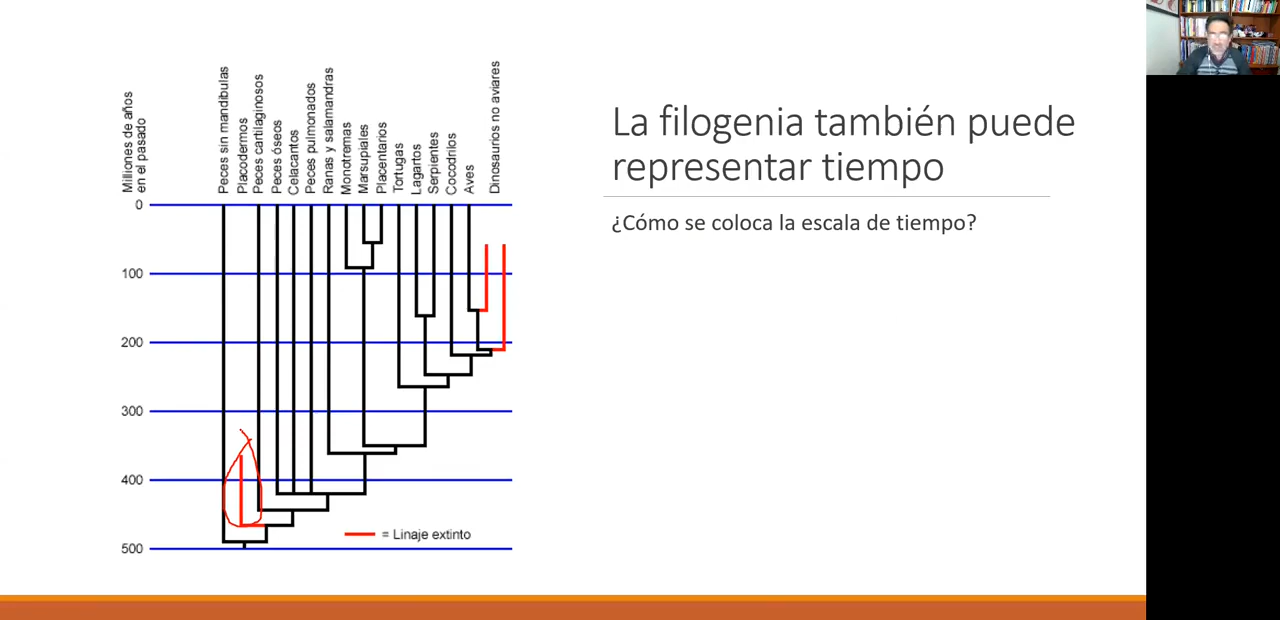 La filogenia también puede
representar tiempo
¿Cómo se coloca la escala de tiempo?
Milliones de años
en el pasado
Peces sin mandibulas
Placodermos
Peces cartilaginosos
Peces óseos
Celacantos
Peces pulmonados
Ranas y salamandras
Monotremas
Marsupiales
Placentarios
Tortugas
Lagartos
Serpientes
Cocodrilos
Aves
Dinosaurios no aviares
0
100
200
300
400
500
= Linaje extinto